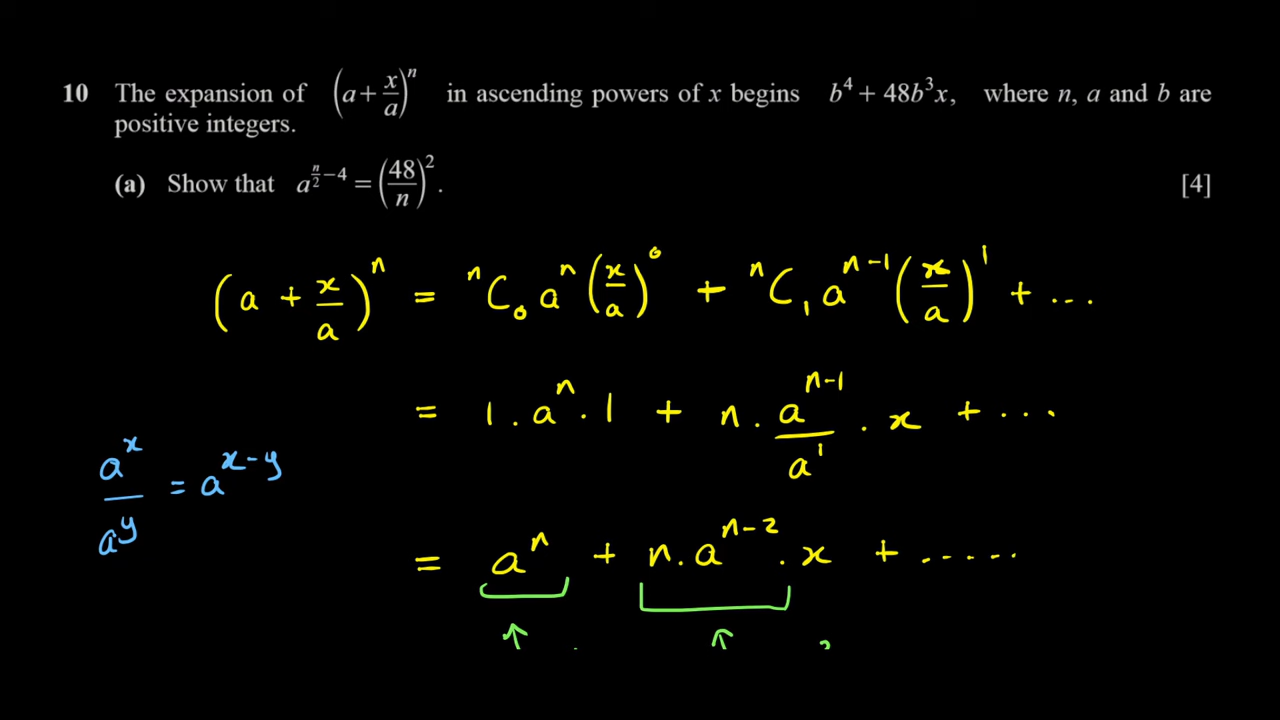 10 The expansion of (a + x/a)^n in ascending powers of x begins b^4 + 48b^3x, where n, a and b are
positive integers.
(a) Show that a^(n/2 − 4) = (48/n)^2. [4]
(a + x/a)^n = nC0 a^n (x/a)^0 + nC1 a^(n−1) (x/a)^1 + ...
= 1 . a^n . 1 + n . a^(n−1)/a^1 . x + ...
a^x/a^y = a^(x−y)
= a^n + n . a^(n−2) . x + .....